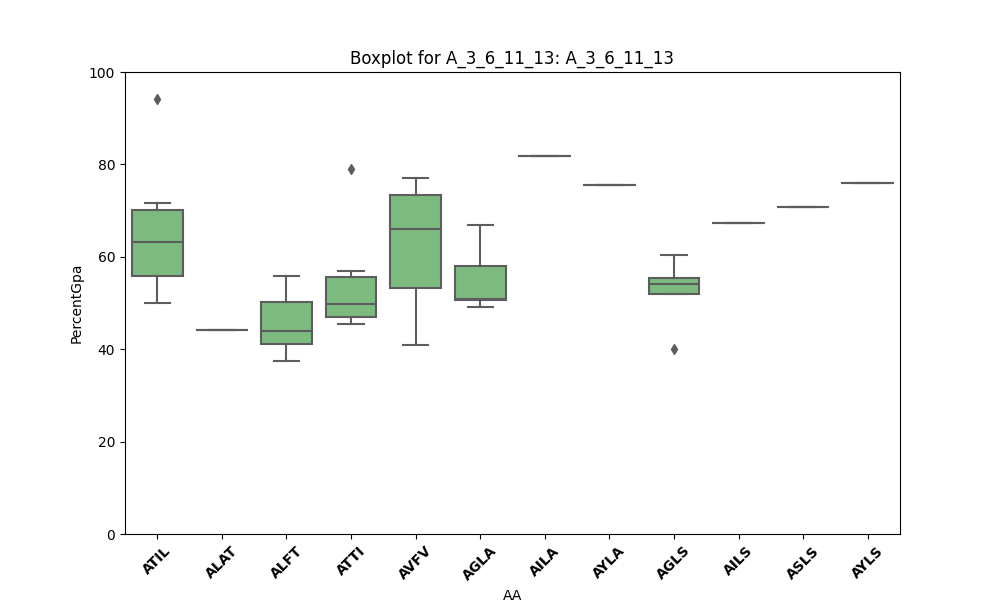 Boxplot for A_3_6_11_13: A_3_6_11_13
100
80
60
40
20
0
PercentGpa
ATIL ALAT ALFT ATTI AVFV AGLA AILA AYLA AGLS AILS ASLS AYLS
AA